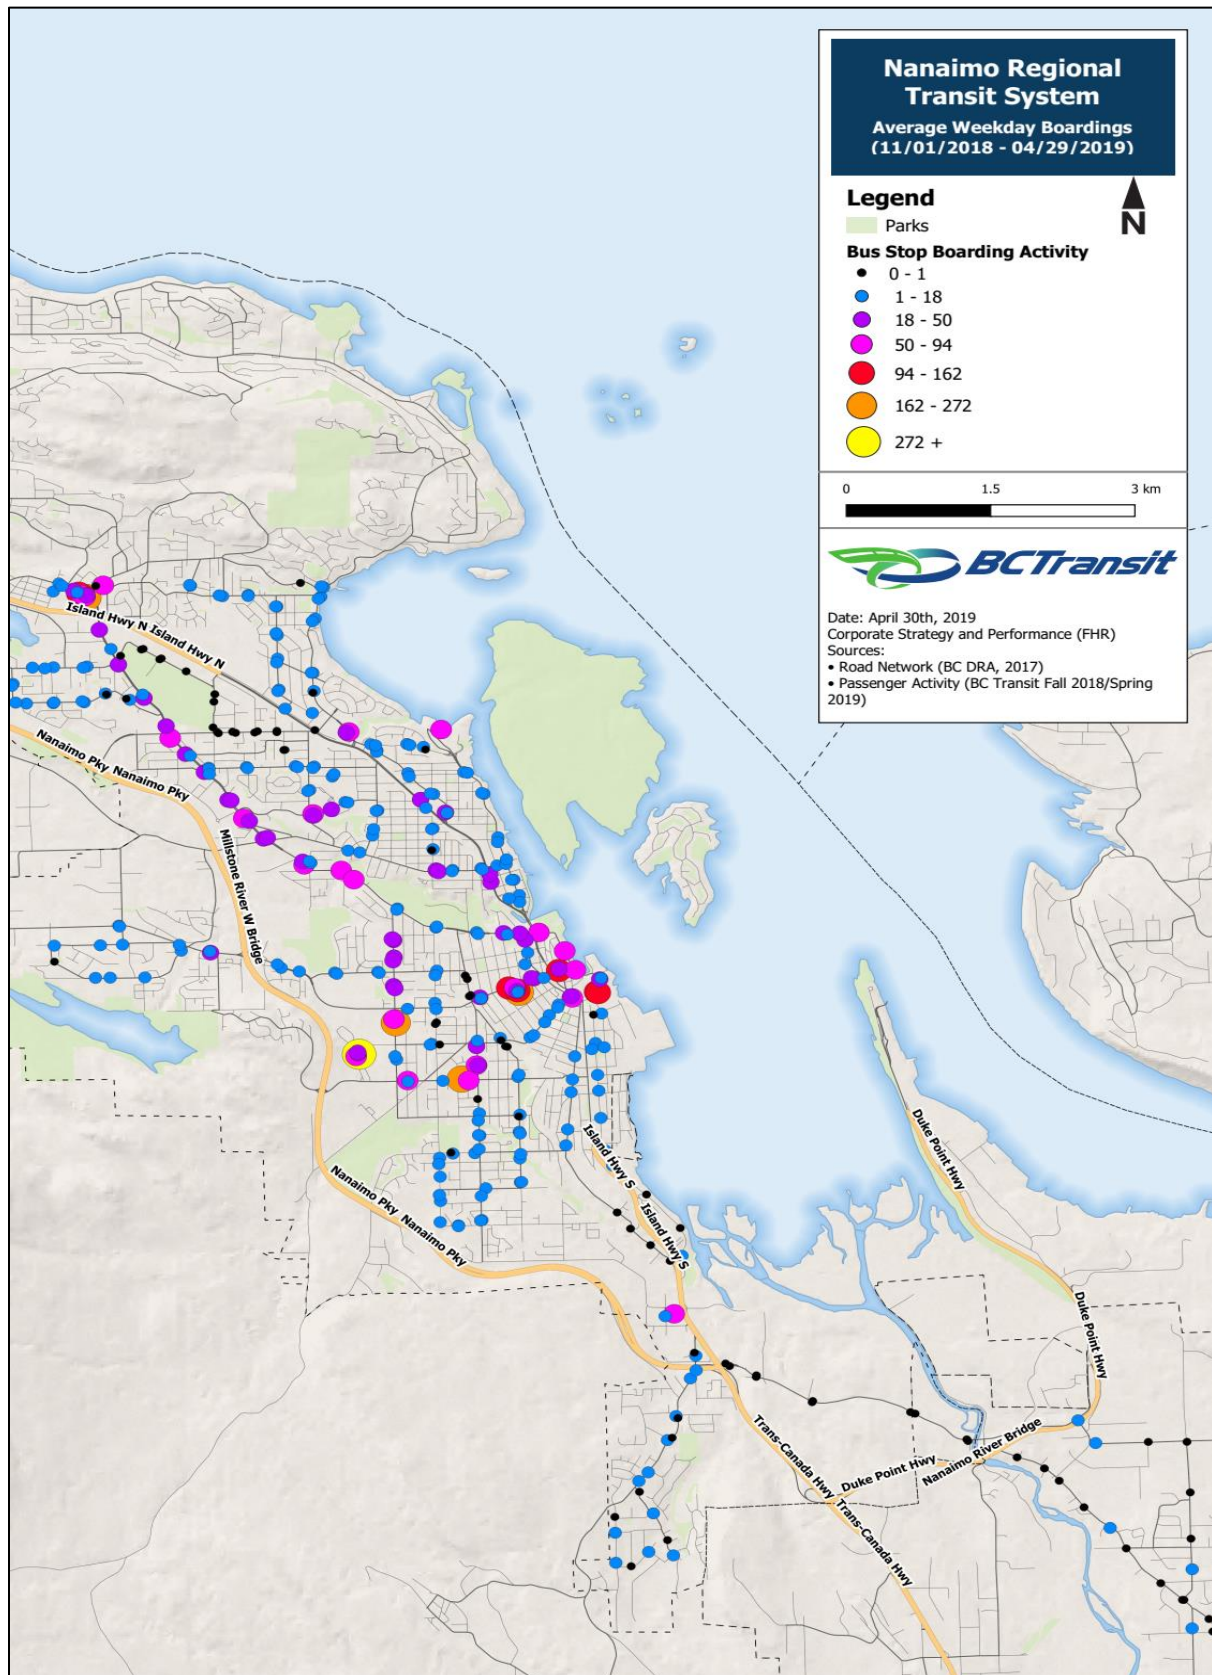 Nanaimo Regional
Transit System
Average Weekday Boardings
(11/01/2018 - 04/29/2019)
Legend
Parks
N
Bus Stop Boarding Activity
0 - 1
1 - 18
18 - 50
50 - 94
94 - 162
162 - 272
272 +
0 1.5 3 km
BCTransit
Date: April 30th, 2019
Corporate Strategy and Performance (FHR)
Sources:
• Road Network (BC DRA, 2017)
• Passenger Activity (BC Transit Fall 2018/Spring
2019)
Island Hwy N Island Hwy N
Nanaimo Pky Nanaimo Pky
Millstone River W Bridge
Nanaimo Pky Nanaimo Pky
Island Hwy S Island Hwy S
Duke Point Hwy
Duke Point Hwy
Duke Point Hwy Nanaimo River Bridge
Trans-Canada Hwy Trans-Canada Hwy